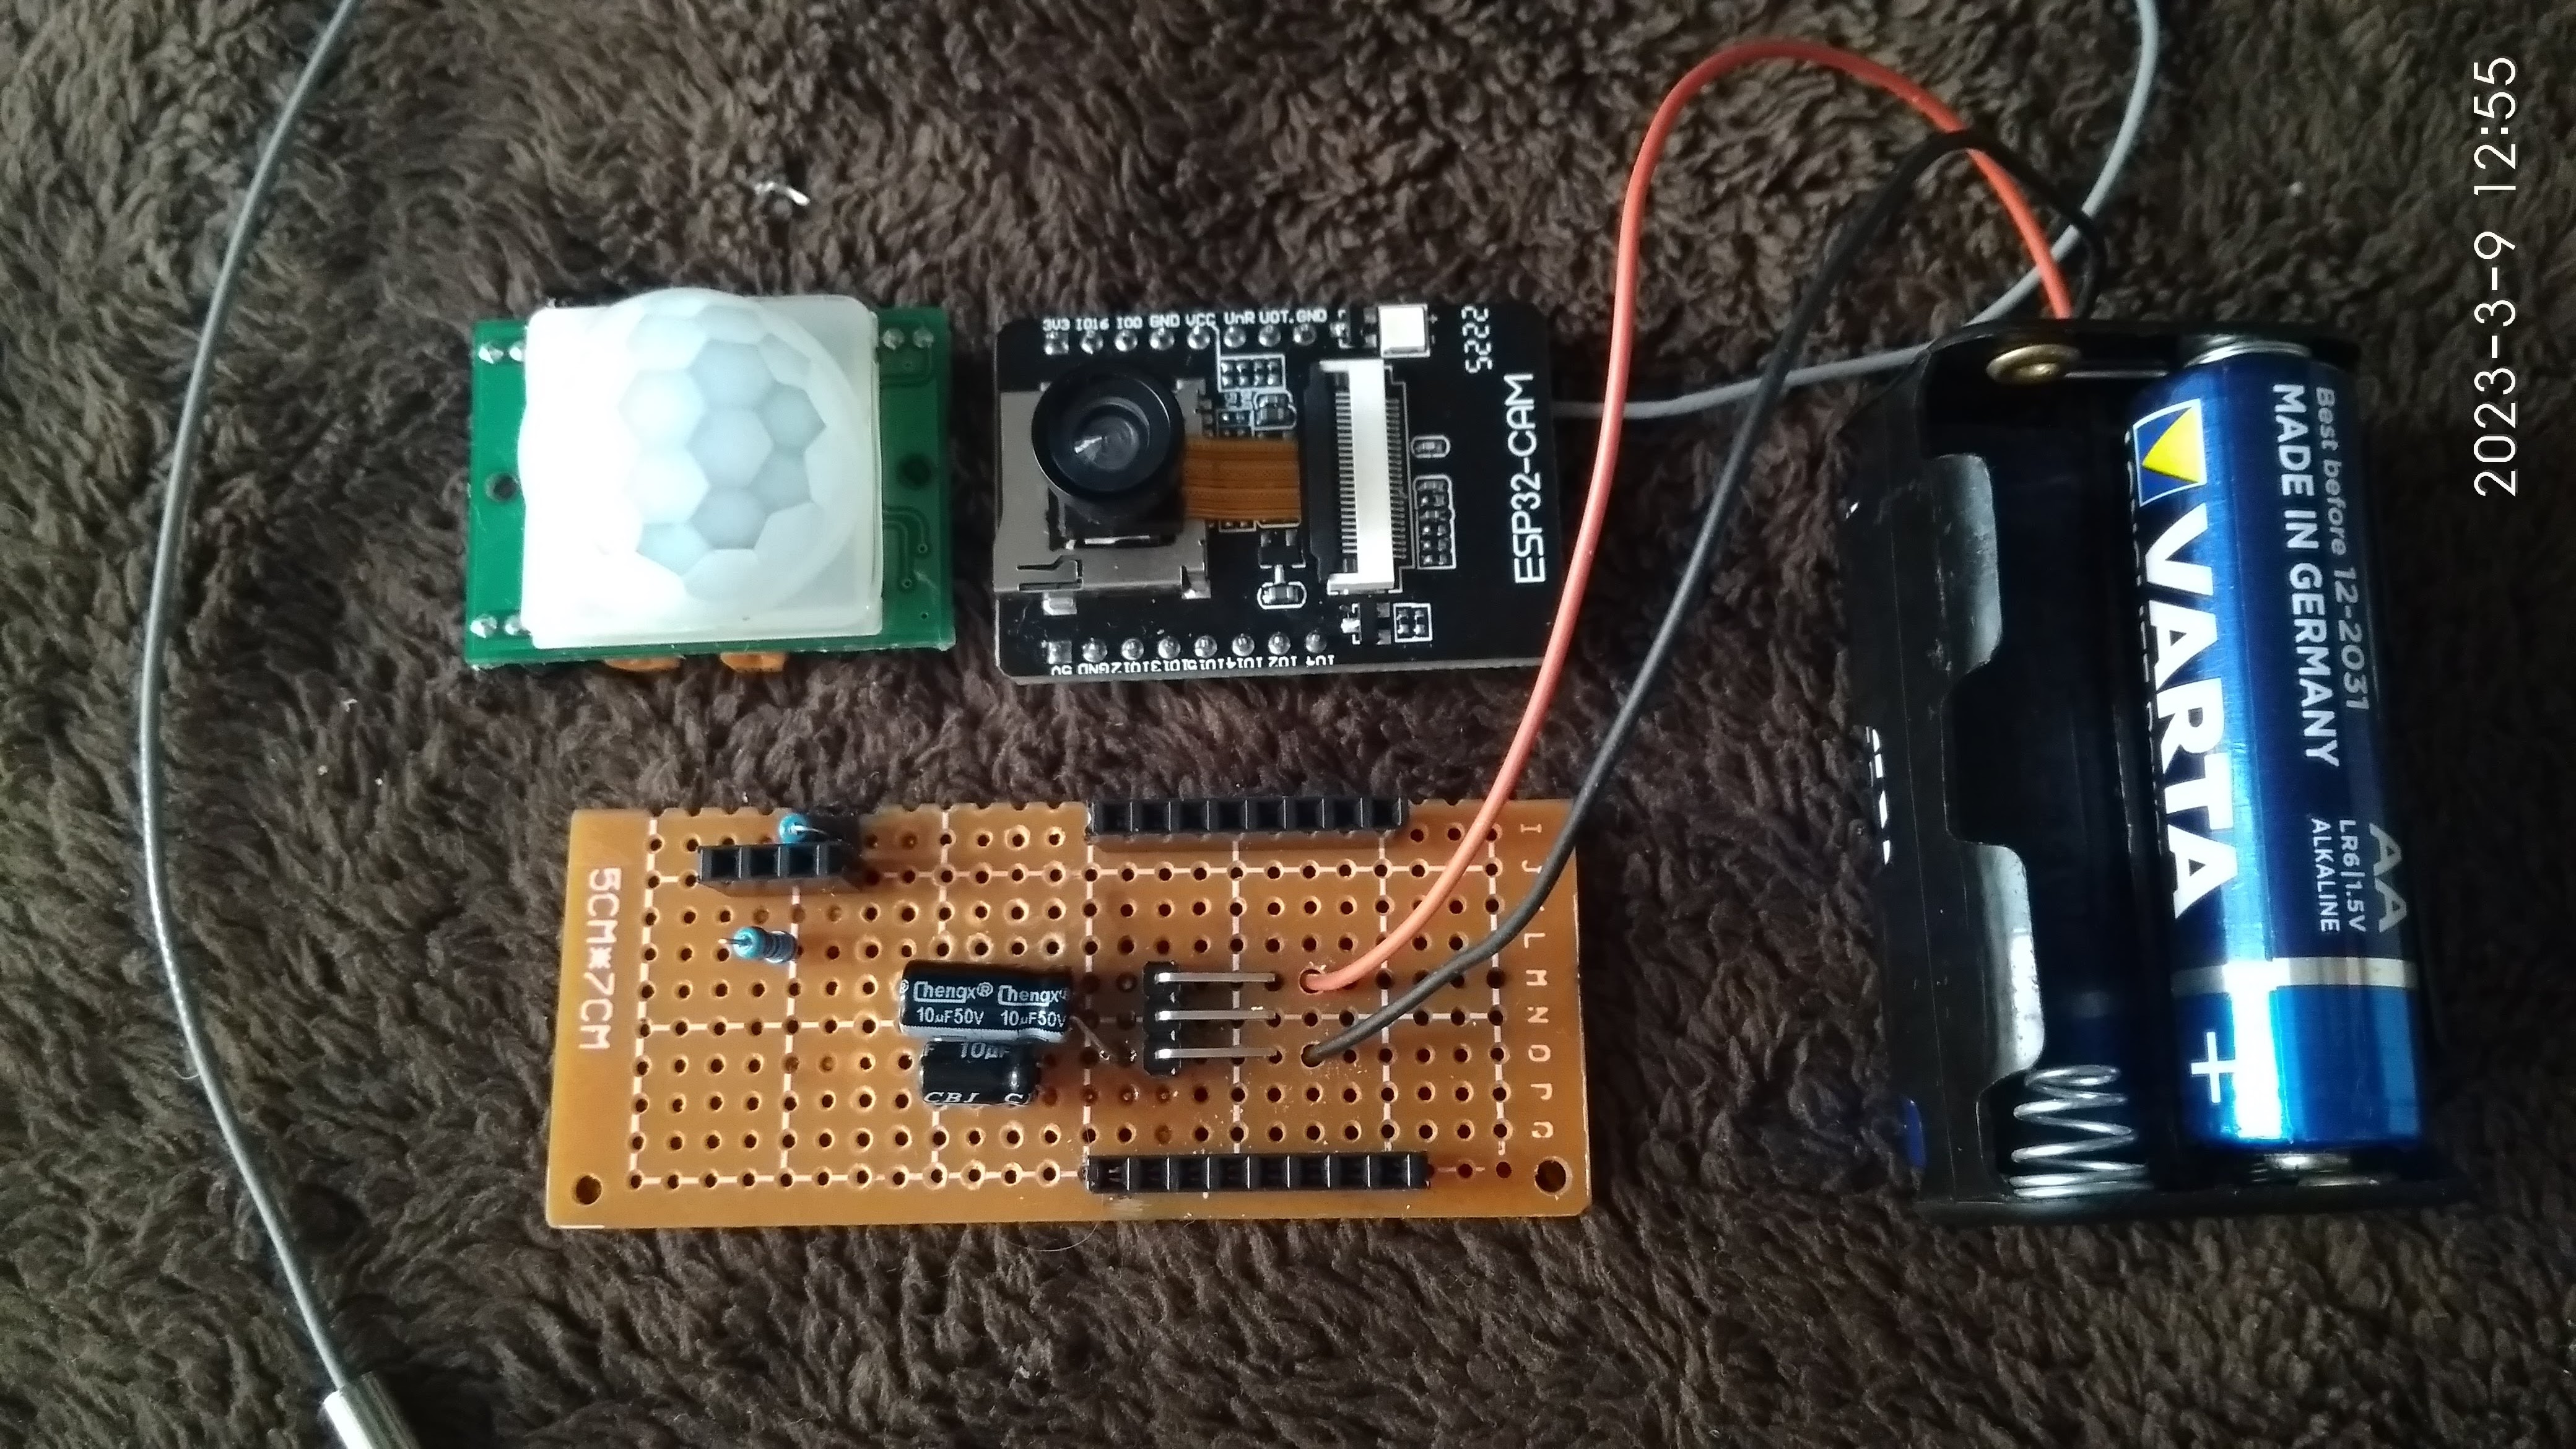 2023-3-9 12:55
3V3 IO16 IO0 GND VCC UnR UOT GND
5222
ESP32-CAM
5V GND IO12 IO13 IO15 IO14 IO2 IO4
5CM*7CM
I
J
L
M
N
O
P
Q
Chengx® Chengx
10μF50V 10μF50V
10μF
CBJ
VARTA
MADE IN GERMANY
Best before 12-2031
AA
LR6|1.5V
ALKALINE
+